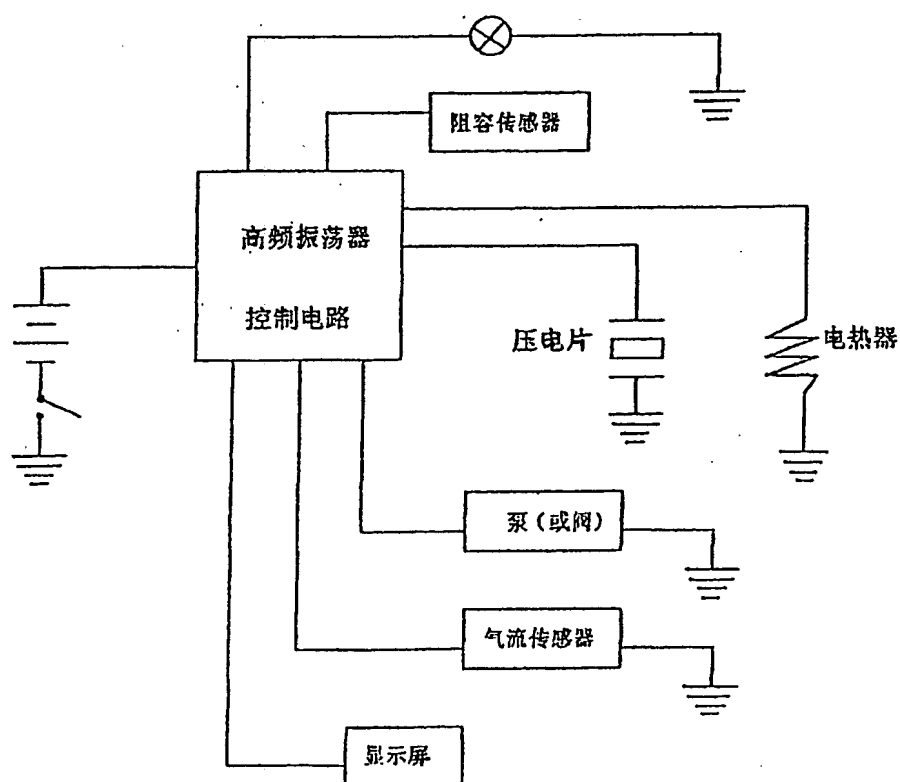 阻容传感器
高频振荡器
控制电路
压电片
电热器
泵（或阀）
气流传感器
显示屏